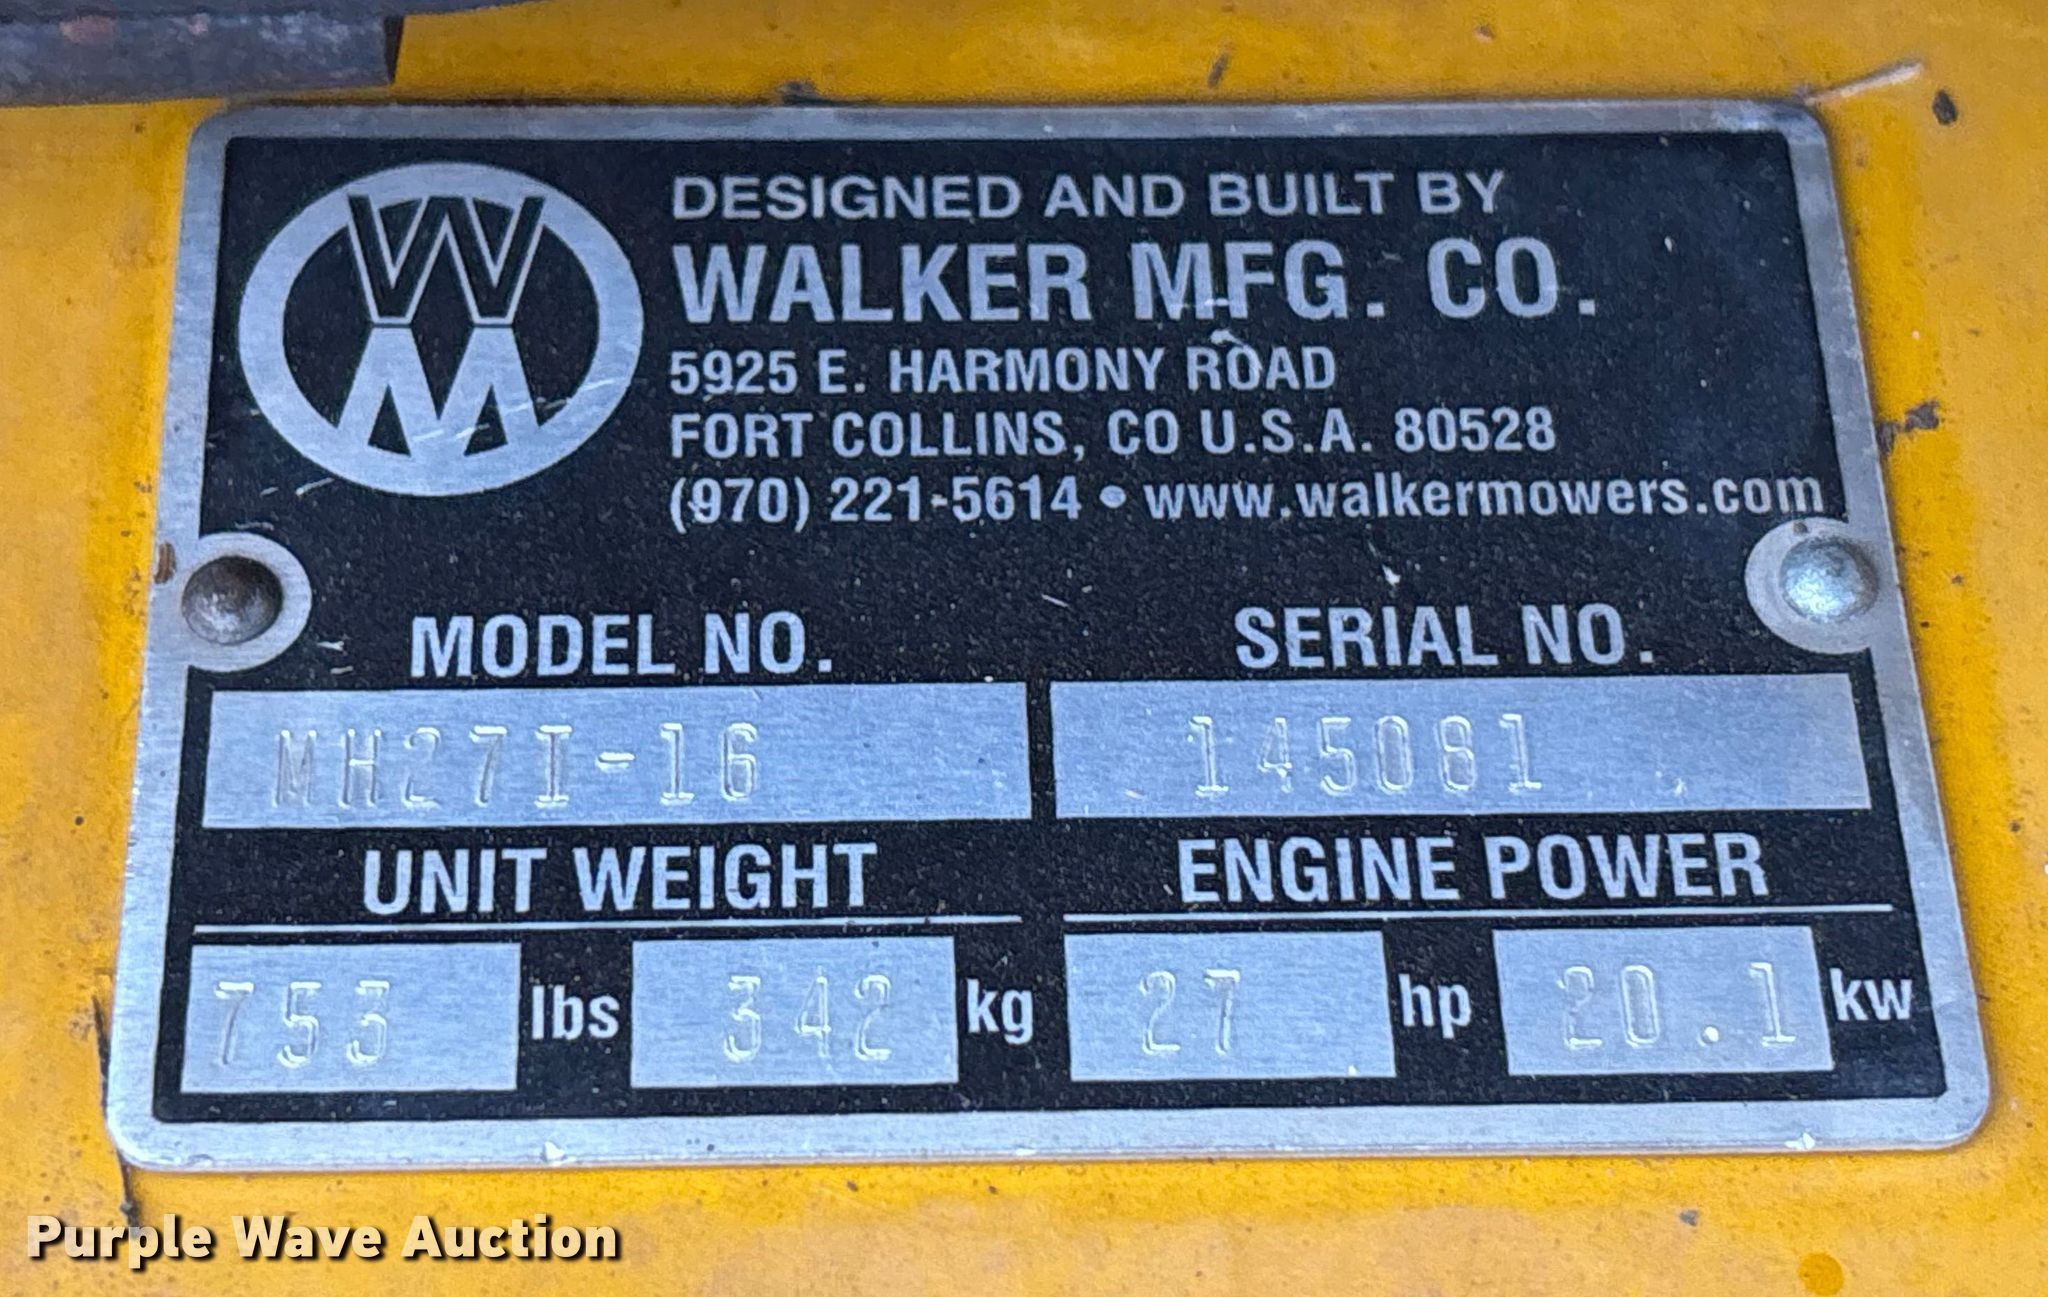 WM
DESIGNED AND BUILT BY
WALKER MFG. CO.
5925 E. HARMONY ROAD
FORT COLLINS, CO U.S.A. 80528
(970) 221-5614 • www.walkermowers.com
MODEL NO. SERIAL NO.
MH27I-16 145081
UNIT WEIGHT ENGINE POWER
753 lbs 342 kg 27 hp 20.1 kw
Purple Wave Auction